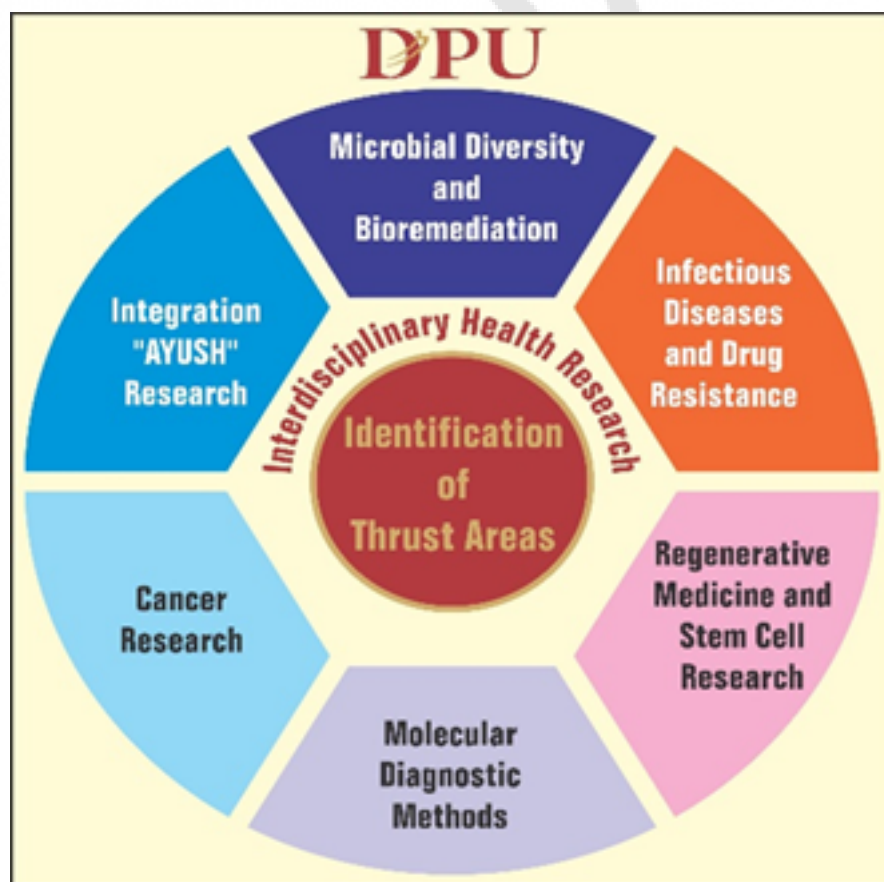 DPU
Microbial Diversity
and
Bioremediation
Infectious
Diseases
and Drug
Resistance
Regenerative
Medicine and
Stem Cell
Research
Molecular
Diagnostic
Methods
Cancer
Research
Integration
"AYUSH"
Research
Interdisciplinary Health Research
Identification
of
Thrust Areas